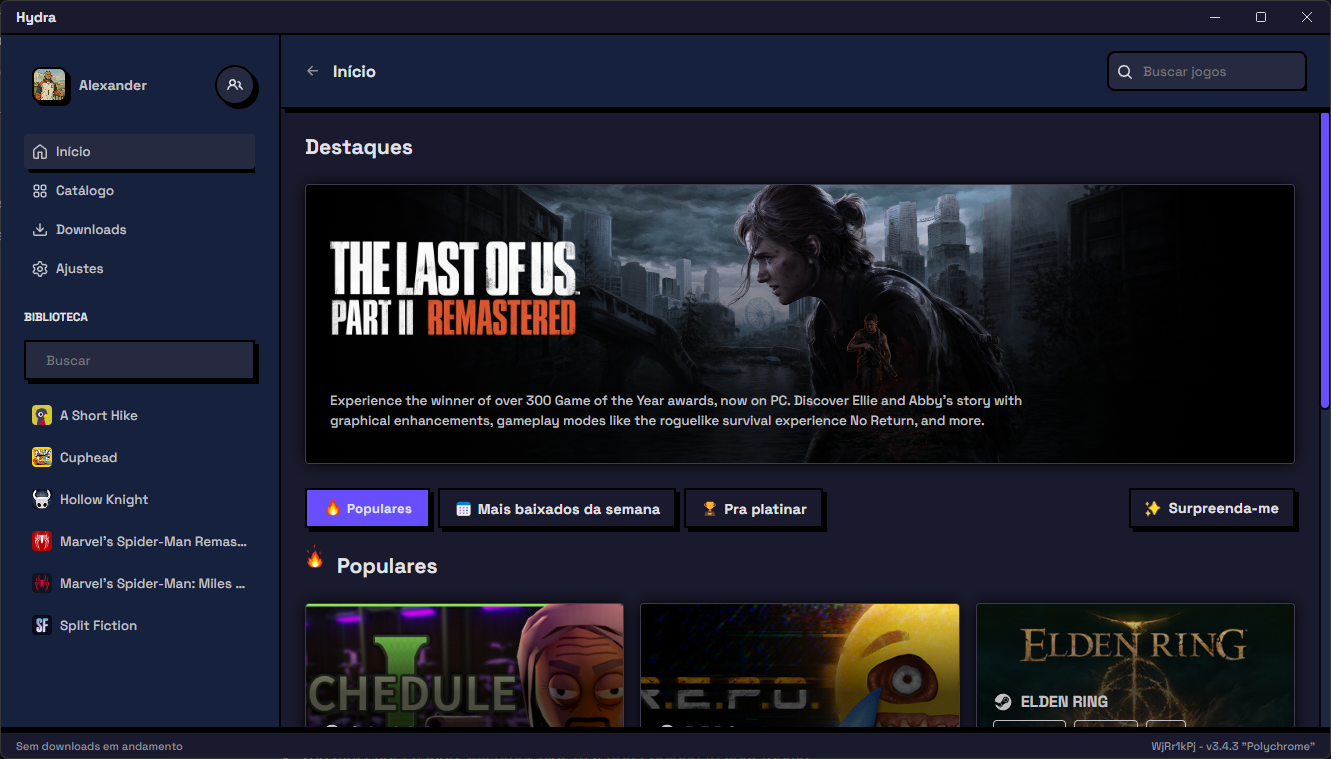 Hydra
Alexander
Início
Catálogo
Downloads
Ajustes
BIBLIOTECA
Buscar
A Short Hike
Cuphead
Hollow Knight
Marvel's Spider-Man Remas...
Marvel's Spider-Man: Miles ...
SF Split Fiction
Início
Buscar jogos
Destaques
THE LAST OF US
PART II REMASTERED
Experience the winner of over 300 Game of the Year awards, now on PC. Discover Ellie and Abby's story with
graphical enhancements, gameplay modes like the roguelike survival experience No Return, and more.
Populares
Mais baixados da semana
Pra platinar
Surpreenda-me
Populares
CHEDULE
I
R.E.P.O.
ELDEN RING
ELDEN RING
Sem downloads em andamento
WjRr1kPj - v3.4.3 "Polychrome"